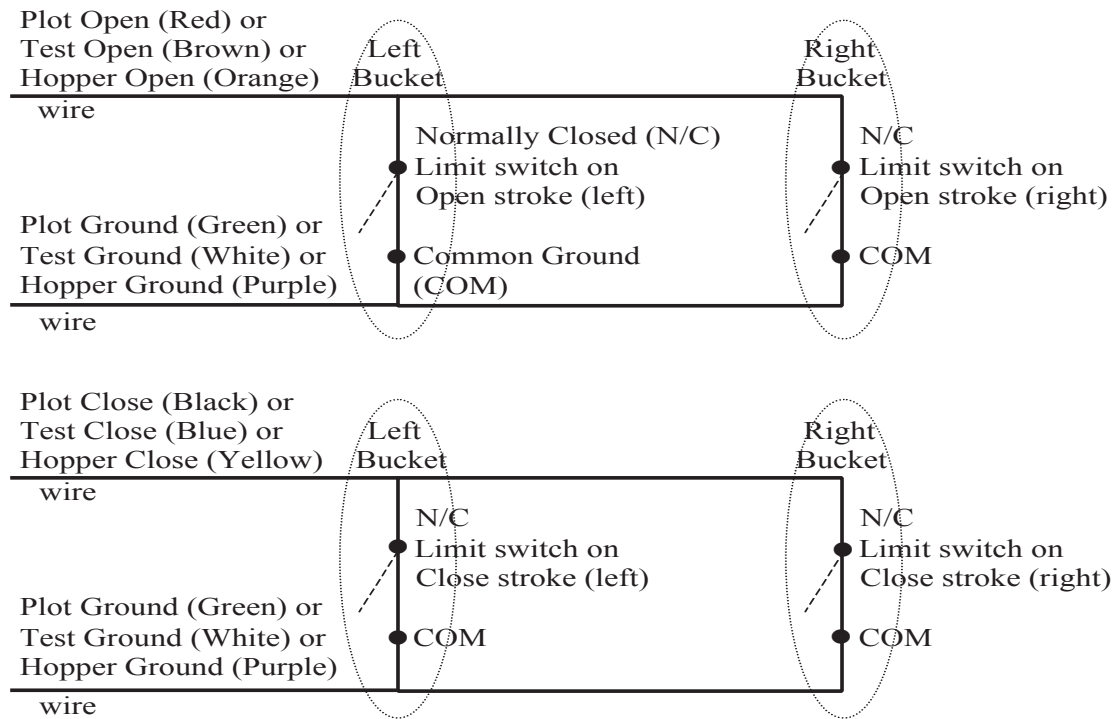 Plot Open (Red) or
Test Open (Brown) or
Hopper Open (Orange)
wire
Left
Bucket
Right
Bucket
Normally Closed (N/C)
Limit switch on
Open stroke (left)
N/C
Limit switch on
Open stroke (right)
Plot Ground (Green) or
Test Ground (White) or
Hopper Ground (Purple)
wire
Common Ground
(COM)
COM
Plot Close (Black) or
Test Close (Blue) or
Hopper Close (Yellow)
wire
Left
Bucket
Right
Bucket
N/C
Limit switch on
Close stroke (left)
N/C
Limit switch on
Close stroke (right)
Plot Ground (Green) or
Test Ground (White) or
Hopper Ground (Purple)
wire
COM
COM